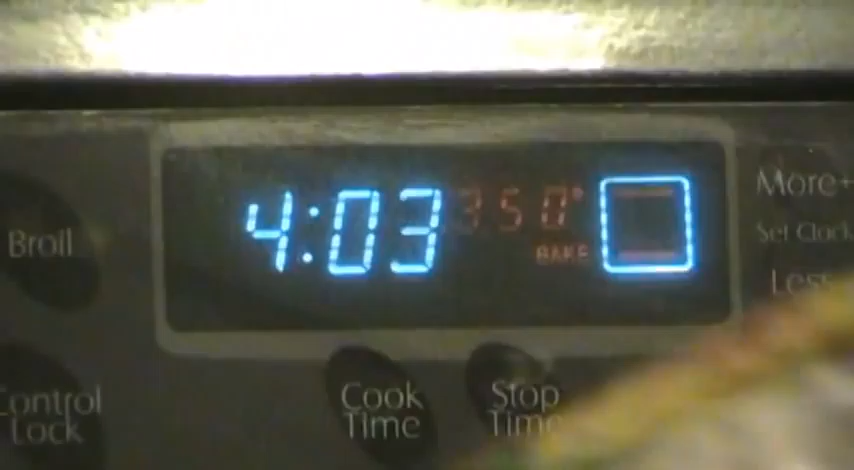 More+
Broil
4:03 350°
Set Clock
BAKE
Less
Control
Lock
Cook
Time
Stop
Time